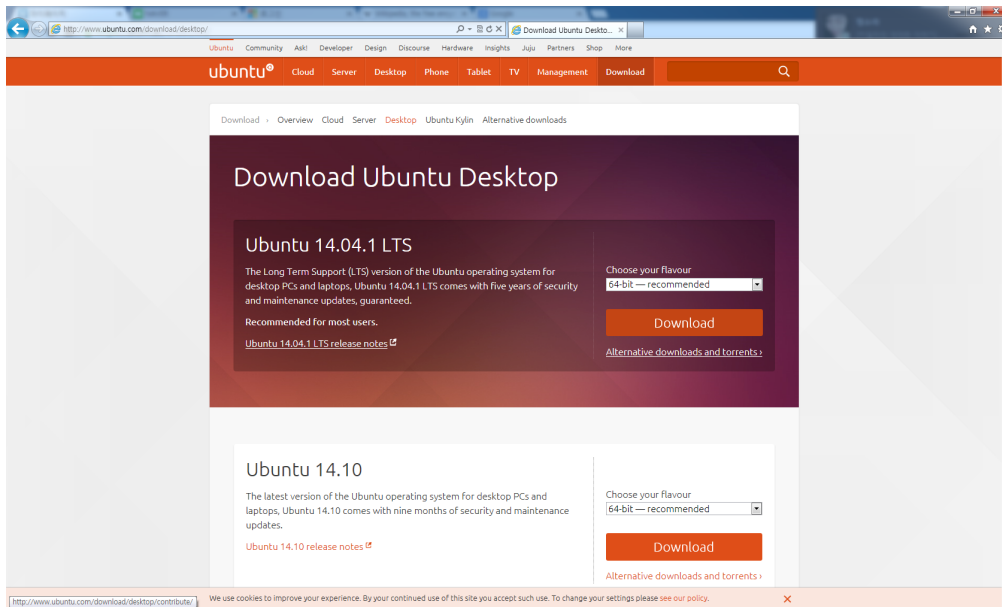 http://www.ubuntu.com/download/desktop/
Download Ubuntu Deskto...
Ubuntu Community Ask! Developer Design Discourse Hardware Insights Juju Partners Shop More
ubuntu Cloud Server Desktop Phone Tablet TV Management Download
Download › Overview Cloud Server Desktop Ubuntu Kylin Alternative downloads
Download Ubuntu Desktop
Ubuntu 14.04.1 LTS
The Long Term Support (LTS) version of the Ubuntu operating system for
desktop PCs and laptops, Ubuntu 14.04.1 LTS comes with five years of security
and maintenance updates, guaranteed.
Recommended for most users.
Ubuntu 14.04.1 LTS release notes
Choose your flavour
64-bit — recommended
Download
Alternative downloads and torrents ›
Ubuntu 14.10
The latest version of the Ubuntu operating system for desktop PCs and
laptops, Ubuntu 14.10 comes with nine months of security and maintenance
updates.
Ubuntu 14.10 release notes
Choose your flavour
64-bit — recommended
Download
Alternative downloads and torrents ›
http://www.ubuntu.com/download/desktop/contribute/
We use cookies to improve your experience. By your continued use of this site you accept such use. To change your settings please see our policy.